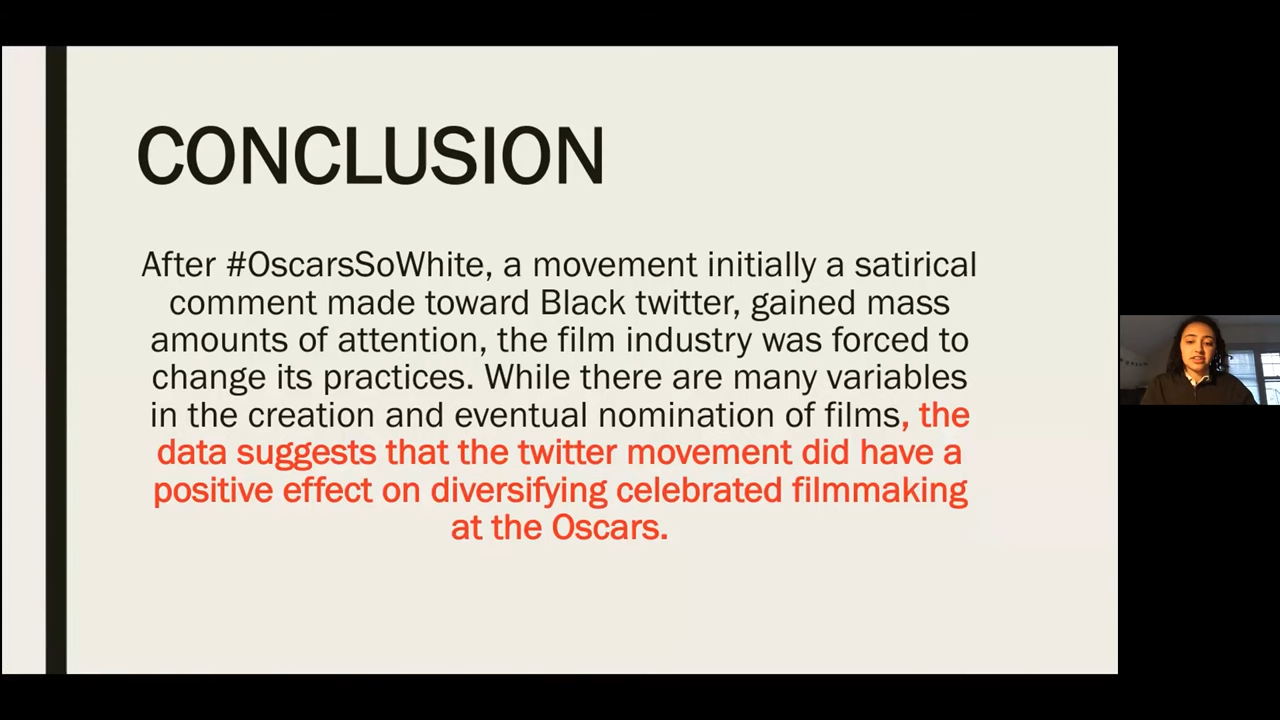 CONCLUSION
After #OscarsSoWhite, a movement initially a satirical
comment made toward Black twitter, gained mass
amounts of attention, the film industry was forced to
change its practices. While there are many variables
in the creation and eventual nomination of films, the
data suggests that the twitter movement did have a
positive effect on diversifying celebrated filmmaking
at the Oscars.